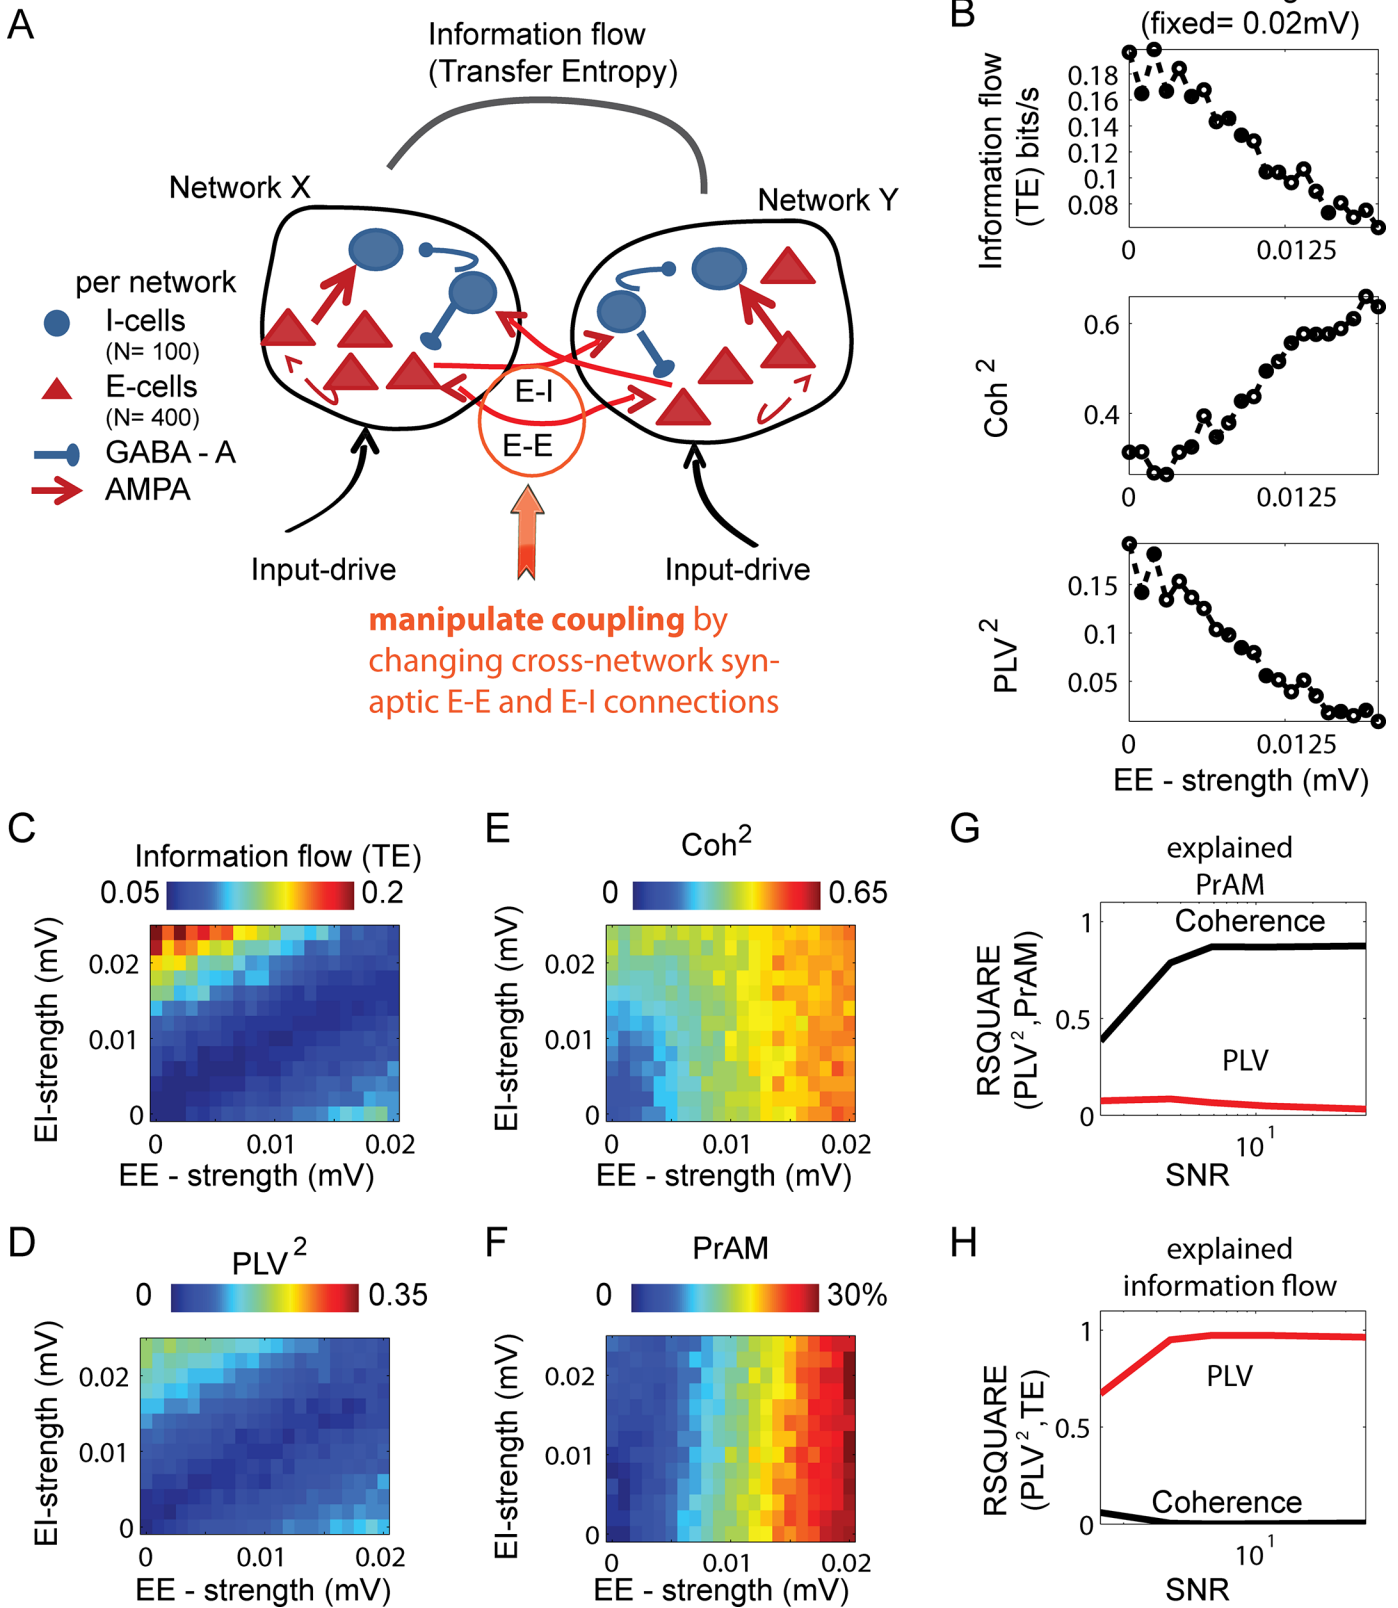 A
Information flow
(Transfer Entropy)
Network X
Network Y
per network
I-cells
(N= 100)
E-cells
(N= 400)
GABA - A
AMPA
E-I
E-E
Input-drive
Input-drive
manipulate coupling by
changing cross-network syn-
aptic E-E and E-I connections
B
(fixed= 0.02mV)
Information flow
(TE) bits/s
0.18
0.16
0.14
0.12
0.1
0.08
0
0.0125
Coh 2
0.6
0.4
0
0.0125
PLV 2
0.15
0.1
0.05
0
0.0125
EE - strength (mV)
C
Information flow (TE)
0.05
0.2
EI-strength (mV)
0.02
0.01
0
0
0.01
0.02
EE - strength (mV)
D
PLV 2
0
0.35
EI-strength (mV)
0.02
0.01
0
0
0.01
0.02
EE - strength (mV)
E
Coh2
0
0.65
EI-strength (mV)
0.02
0.01
0
0
0.01
0.02
EE - strength (mV)
F
PrAM
0
30%
EI-strength (mV)
0.02
0.01
0
0
0.01
0.02
EE - strength (mV)
G
explained
PrAM
RSQUARE
(PLV 2 , PrAM)
1
0.5
0
Coherence
PLV
10 1
SNR
H
explained
information flow
RSQUARE
(PLV 2 , TE)
1
0.5
0
PLV
Coherence
10 1
SNR